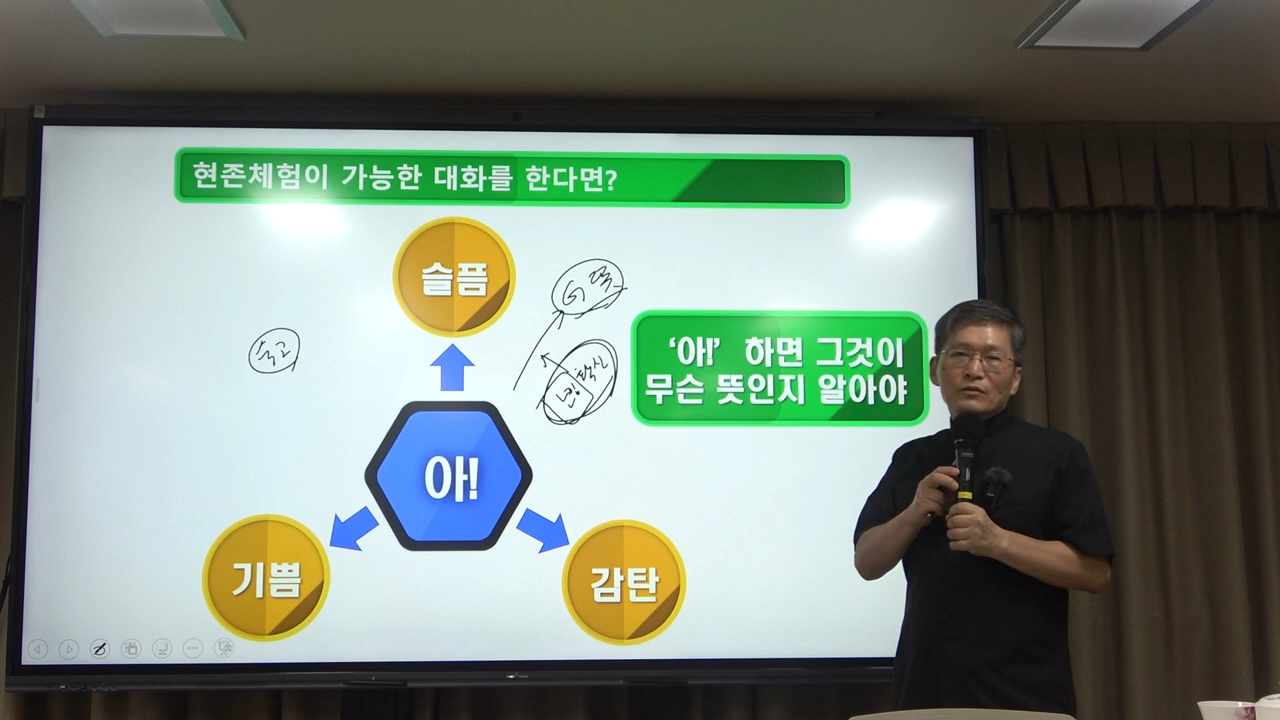 현존체험이 가능한 대화를 한다면?
슬픔
‘아!’ 하면 그것이
무슨 뜻인지 알아야
아!
기쁨
감탄